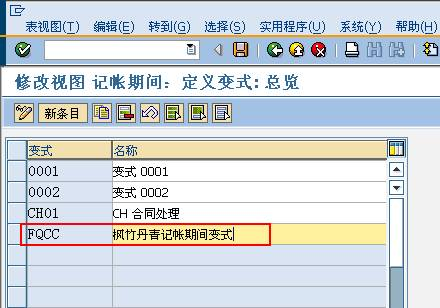 表视图(T) 编辑(E) 转到(G) 选择(S) 实用程序(U) 系统(Y) 帮助(H)
修改视图 记帐期间: 定义变式: 总览
新条目
变式 名称
0001 变式 0001
0002 变式 0002
CH01 CH 合同处理
FQCC 枫竹丹青记帐期间变式